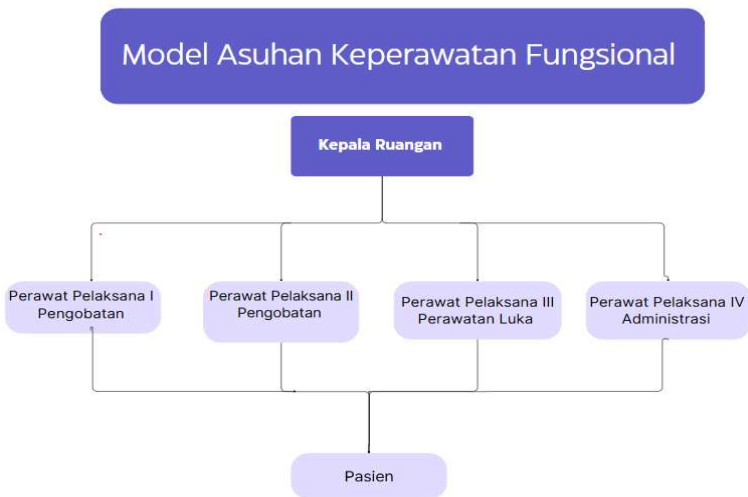 Model Asuhan Keperawatan Fungsional
Kepala Ruangan
Perawat Pelaksana I
Pengobatan
Perawat Pelaksana II
Pengobatan
Perawat Pelaksana III
Perawatan Luka
Perawat Pelaksana IV
Administrasi
Pasien